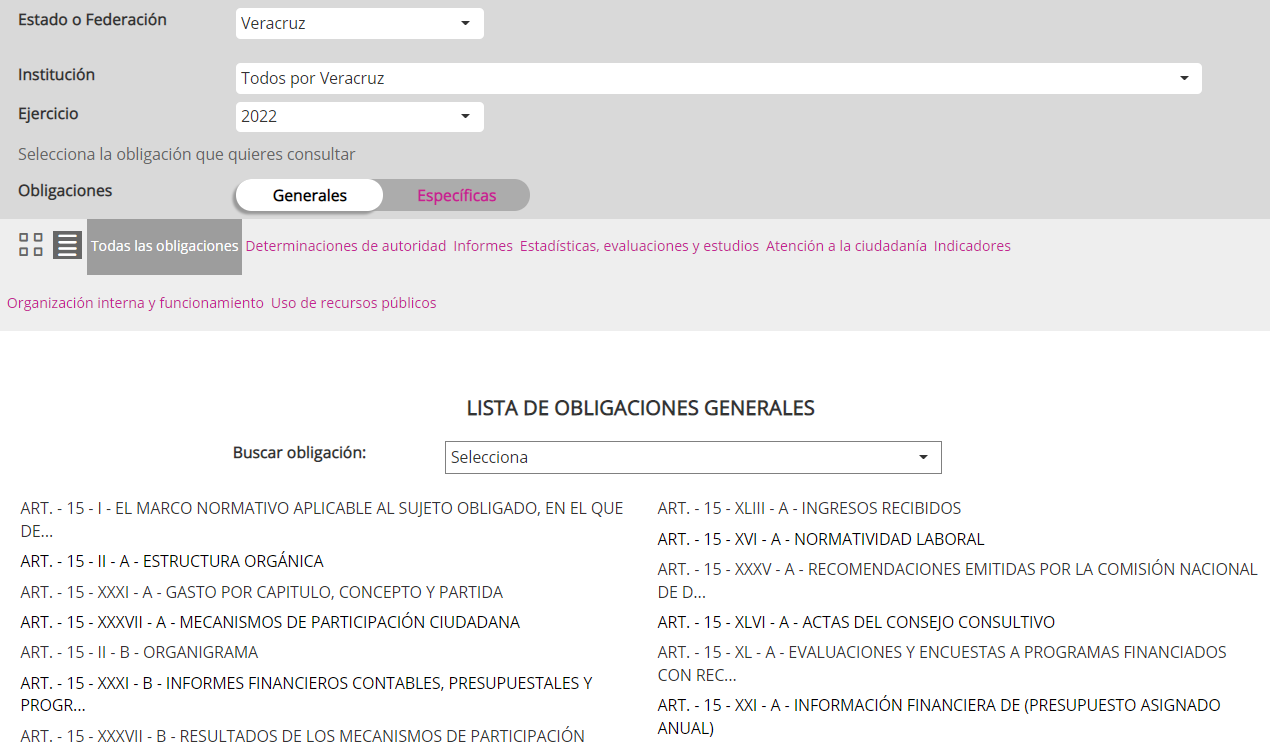 Estado o Federación
Veracruz
Institución
Todos por Veracruz
Ejercicio
2022
Selecciona la obligación que quieres consultar
Obligaciones
Generales
Específicas
Todas las obligaciones
Determinaciones de autoridad
Informes
Estadísticas, evaluaciones y estudios
Atención a la ciudadanía
Indicadores
Organización interna y funcionamiento
Uso de recursos públicos
LISTA DE OBLIGACIONES GENERALES
Buscar obligación:
Selecciona
ART. - 15 - I - EL MARCO NORMATIVO APLICABLE AL SUJETO OBLIGADO, EN EL QUE
DE...
ART. - 15 - II - A - ESTRUCTURA ORGÁNICA
ART. - 15 - XXXI - A - GASTO POR CAPITULO, CONCEPTO Y PARTIDA
ART. - 15 - XXXVII - A - MECANISMOS DE PARTICIPACIÓN CIUDADANA
ART. - 15 - II - B - ORGANIGRAMA
ART. - 15 - XXXI - B - INFORMES FINANCIEROS CONTABLES, PRESUPUESTALES Y
PROGR...
ART. - 15 - XXXVII - B - RESULTADOS DE LOS MECANISMOS DE PARTICIPACIÓN
ART. - 15 - XLIII - A - INGRESOS RECIBIDOS
ART. - 15 - XVI - A - NORMATIVIDAD LABORAL
ART. - 15 - XXXV - A - RECOMENDACIONES EMITIDAS POR LA COMISIÓN NACIONAL
DE D...
ART. - 15 - XLVI - A - ACTAS DEL CONSEJO CONSULTIVO
ART. - 15 - XL - A - EVALUACIONES Y ENCUESTAS A PROGRAMAS FINANCIADOS
CON REC...
ART. - 15 - XXI - A - INFORMACIÓN FINANCIERA DE (PRESUPUESTO ASIGNADO
ANUAL)